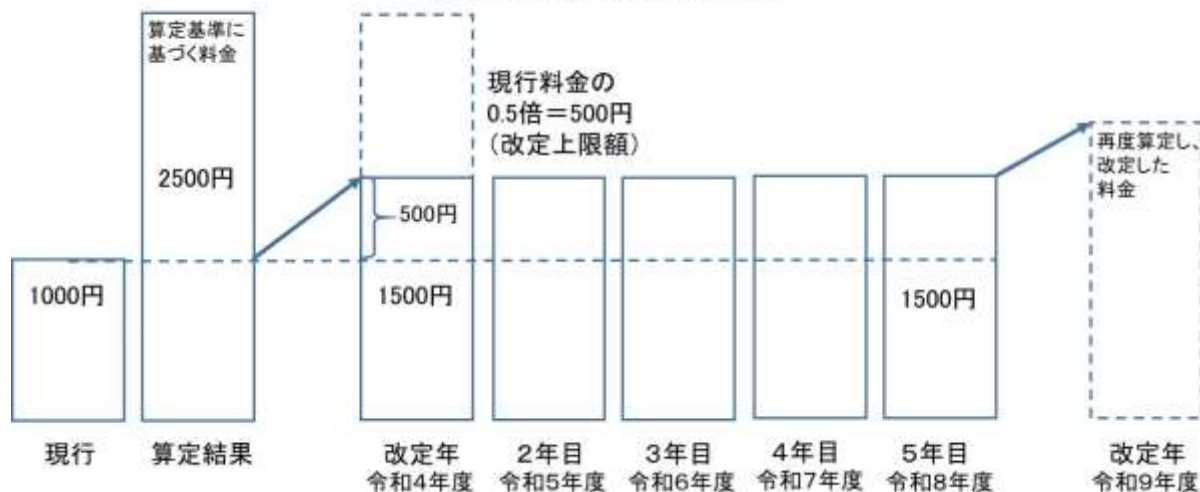 算定基準に
基づく料金
2500円
1000円
現行料金の
0.5倍=500円
(改定上限額)
500円
1500円
1500円
再度算定し、
改定した
料金
現行
算定結果
改定年
令和4年度
2年目
令和5年度
3年目
令和6年度
4年目
令和7年度
5年目
令和8年度
改定年
令和9年度